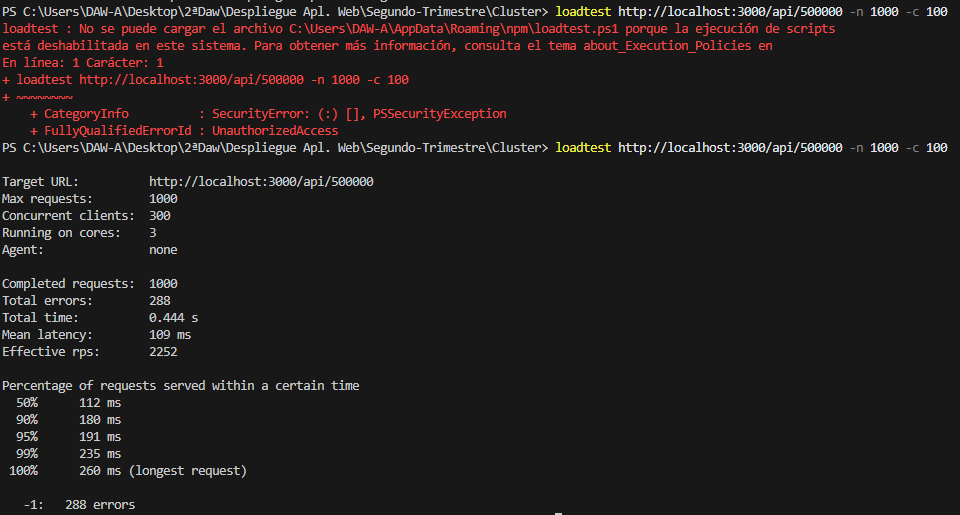 PS C:\Users\DAW-A\Desktop\2ªDaw\Despliegue Apl. Web\Segundo-Trimestre\Cluster> loadtest http://localhost:3000/api/500000 -n 1000 -c 100
loadtest : No se puede cargar el archivo C:\Users\DAW-A\AppData\Roaming\npm\loadtest.ps1 porque la ejecución de scripts
está deshabilitada en este sistema. Para obtener más información, consulta el tema about_Execution_Policies en
En línea: 1 Carácter: 1
+ loadtest http://localhost:3000/api/500000 -n 1000 -c 100
+ ~~~~~~~~
    + CategoryInfo          : SecurityError: (:) [], PSSecurityException
    + FullyQualifiedErrorId : UnauthorizedAccess
PS C:\Users\DAW-A\Desktop\2ªDaw\Despliegue Apl. Web\Segundo-Trimestre\Cluster> loadtest http://localhost:3000/api/500000 -n 1000 -c 100
Target URL:          http://localhost:3000/api/500000
Max requests:        1000
Concurrent clients:  300
Running on cores:    3
Agent:               none
Completed requests:  1000
Total errors:        288
Total time:          0.444 s
Mean latency:        109 ms
Effective rps:       2252
Percentage of requests served within a certain time
  50%      112 ms
  90%      180 ms
  95%      191 ms
  99%      235 ms
 100%      260 ms (longest request)
   -1:   288 errors